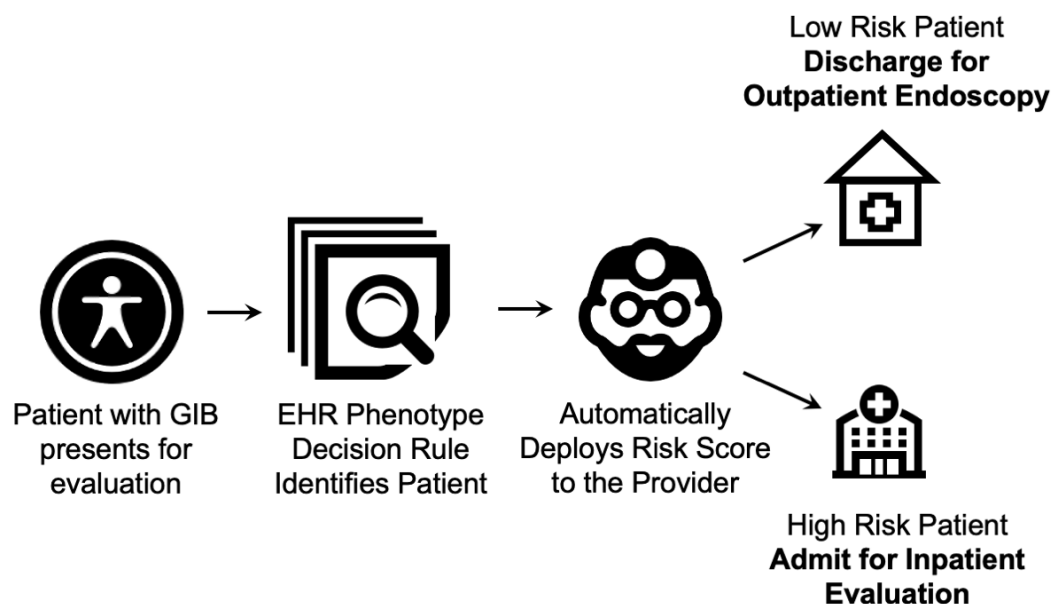 Low Risk Patient
Discharge for
Outpatient Endoscopy
Patient with GIB
presents for
evaluation
EHR Phenotype
Decision Rule
Identifies Patient
Automatically
Deploys Risk Score
to the Provider
High Risk Patient
Admit for Inpatient
Evaluation